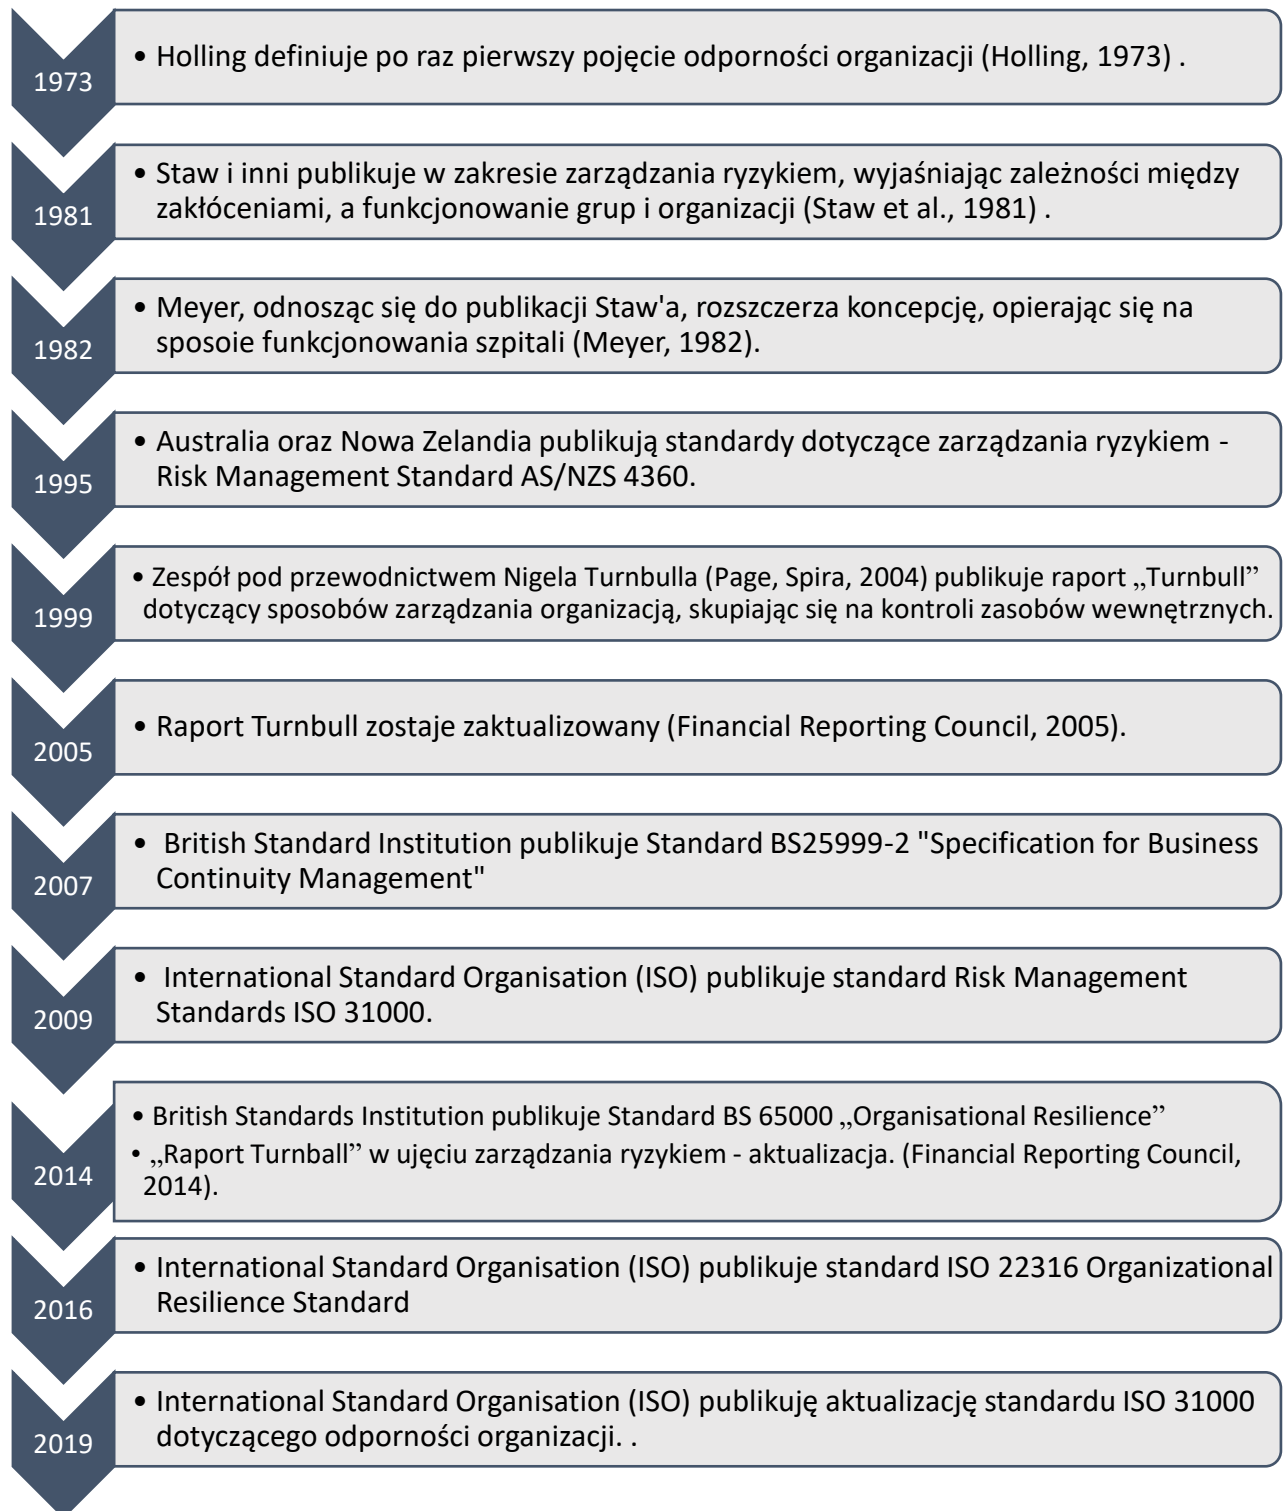 1973
• Holling definiuje po raz pierwszy pojęcie odporności organizacji (Holling, 1973) .
1981
• Staw i inni publikuje w zakresie zarządzania ryzykiem, wyjaśniając zależności między
zakłóceniami, a funkcjonowanie grup i organizacji (Staw et al., 1981) .
1982
• Meyer, odnosząc się do publikacji Staw'a, rozszczerza koncepcję, opierając się na
sposoie funkcjonowania szpitali (Meyer, 1982).
1995
• Australia oraz Nowa Zelandia publikują standardy dotyczące zarządzania ryzykiem -
Risk Management Standard AS/NZS 4360.
1999
• Zespół pod przewodnictwem Nigela Turnbulla (Page, Spira, 2004) publikuje raport „Turnbull”
dotyczący sposobów zarządzania organizacją, skupiając się na kontroli zasobów wewnętrznych.
2005
• Raport Turnbull zostaje zaktualizowany (Financial Reporting Council, 2005).
2007
• British Standard Institution publikuje Standard BS25999-2 "Specification for Business
Continuity Management"
2009
• International Standard Organisation (ISO) publikuje standard Risk Management
Standards ISO 31000.
2014
• British Standards Institution publikuje Standard BS 65000 „Organisational Resilience”
• „Raport Turnball” w ujęciu zarządzania ryzykiem - aktualizacja. (Financial Reporting Council,
2014).
2016
• International Standard Organisation (ISO) publikuje standard ISO 22316 Organizational
Resilience Standard
2019
• International Standard Organisation (ISO) publikuję aktualizację standardu ISO 31000
dotyczącego odporności organizacji. .